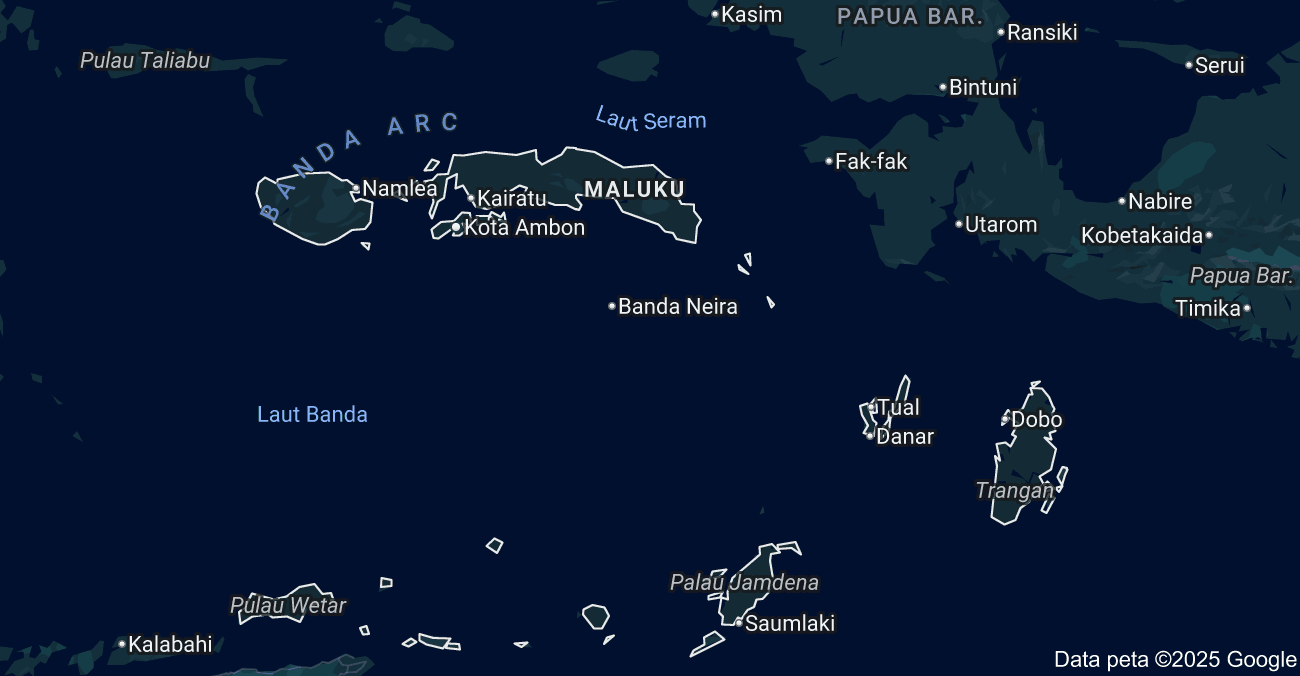 Kasim
PAPUA BAR.
Ransiki
Pulau Taliabu
Serui
Bintuni
Laut Seram
BANDA ARC
Fak-fak
Namlea
MALUKU
Kairatu
Nabire
Kota Ambon
Utarom
Kobetakaida
Papua Bar.
Banda Neira
Timika
Tual
Laut Banda
Dobo
Danar
Trangan
Palau Jamdena
Pulau Wetar
Saumlaki
Kalabahi
Data peta ©2025 Google